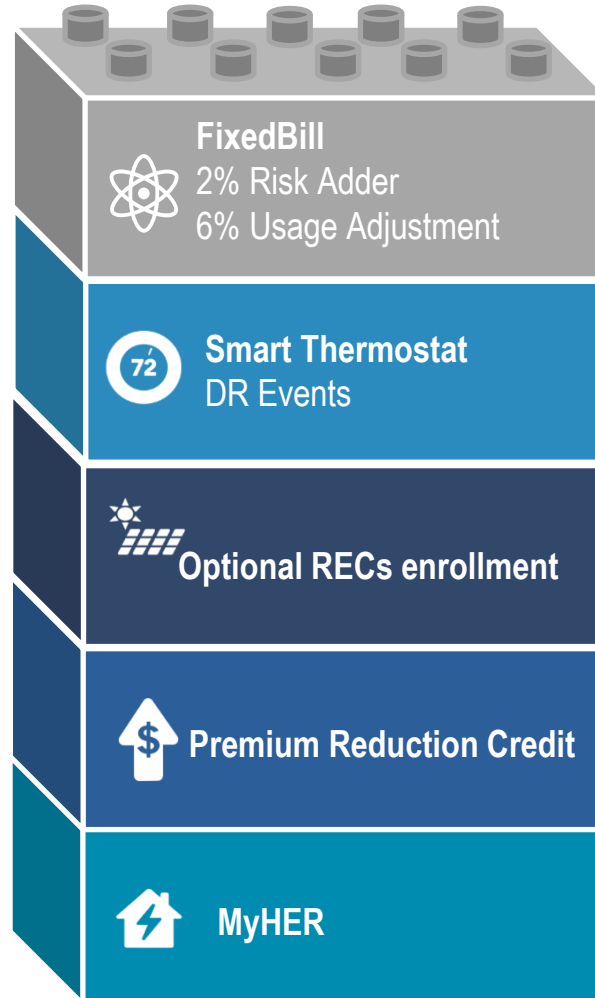 FixedBill
2% Risk Adder
6% Usage Adjustment
72
Smart Thermostat
DR Events
Optional RECs enrollment
$
Premium Reduction Credit
MyHER